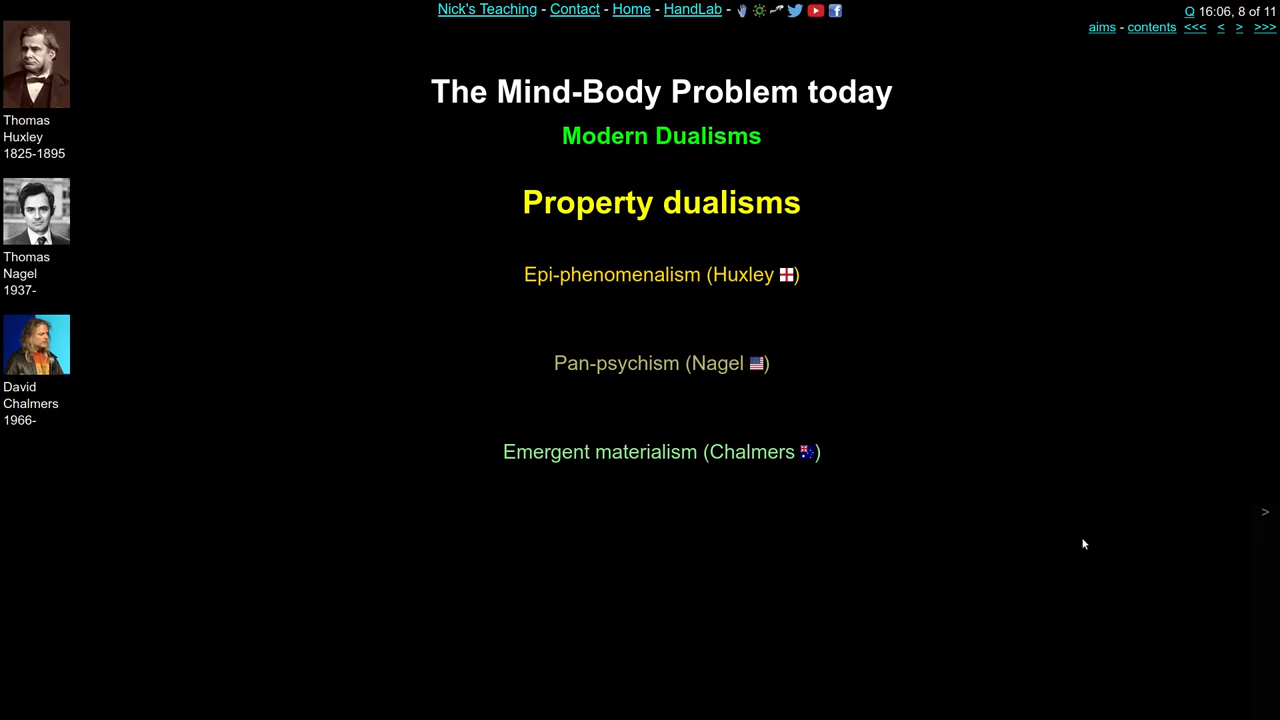 Nick's Teaching - Contact - Home - HandLab -
Q 16:06, 8 of 11
aims - contents <<< < > >>>
Thomas
Huxley
1825-1895
Thomas
Nagel
1937-
David
Chalmers
1966-
The Mind-Body Problem today
Modern Dualisms
Property dualisms
Epi-phenomenalism (Huxley 🏴󠁧󠁢󠁥󠁮󠁧󠁿)
Pan-psychism (Nagel 🇺🇸)
Emergent materialism (Chalmers 🇦🇺)
>